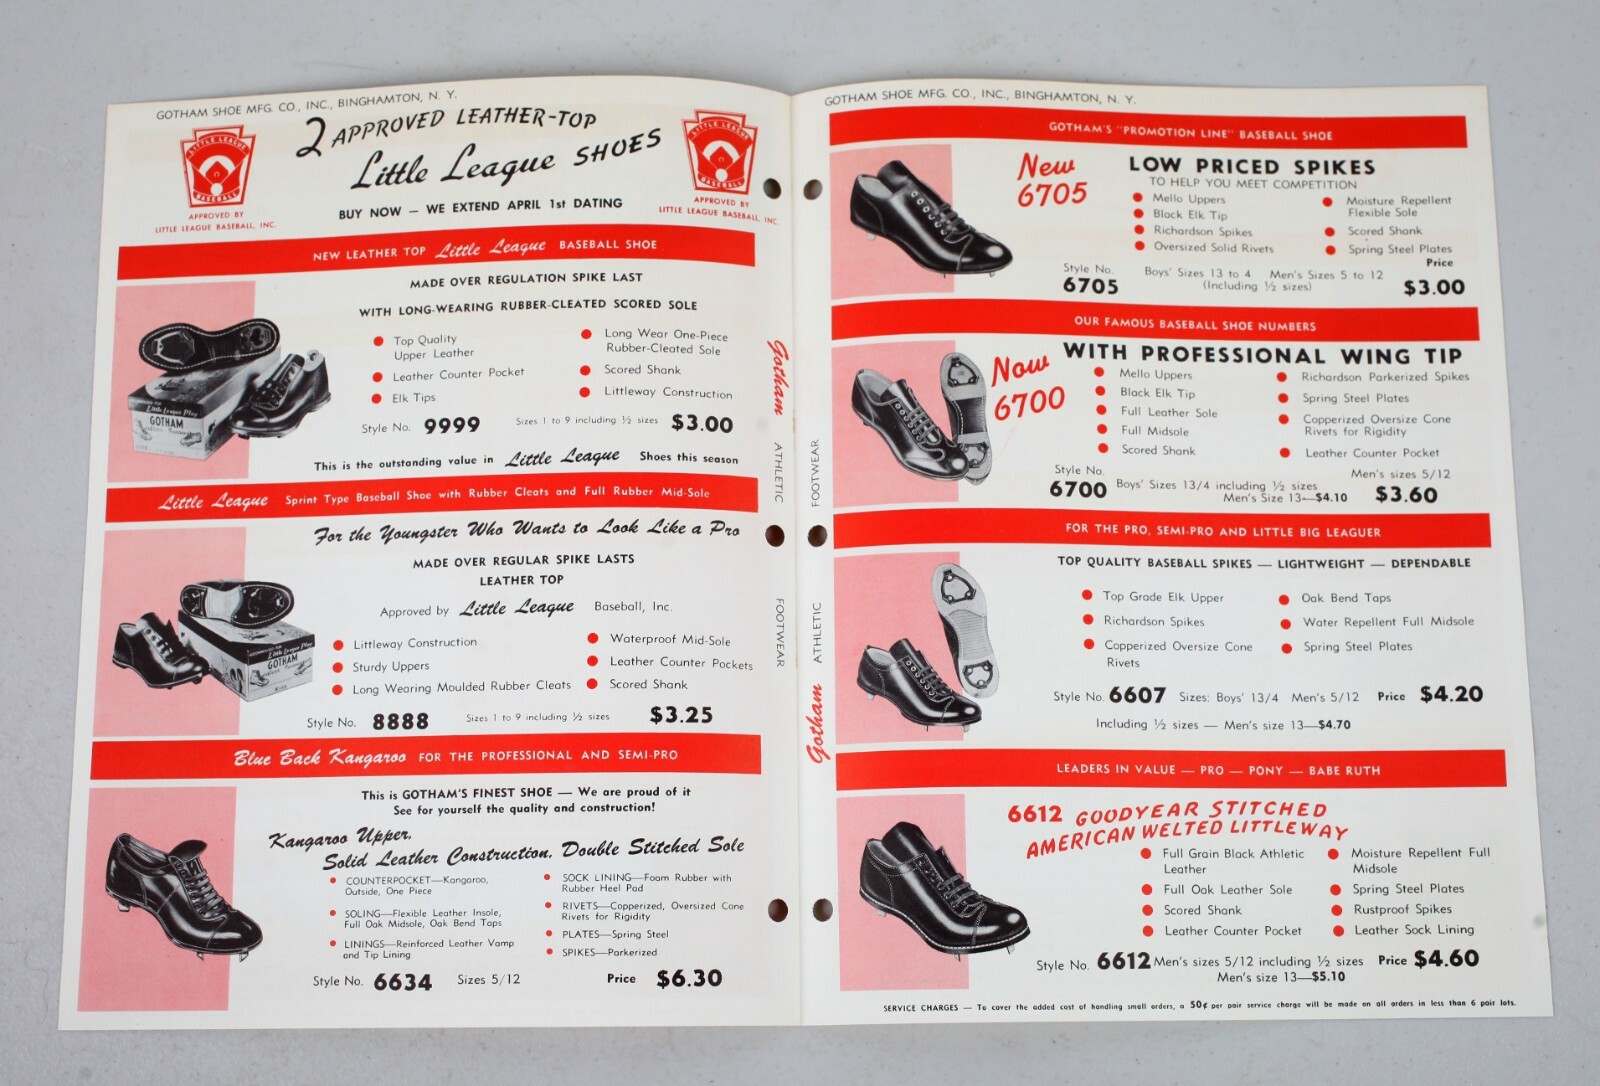 GOTHAM SHOE MFG. CO., INC., BINGHAMTON, N. Y.
2 APPROVED LEATHER-TOP
Little League SHOES
LITTLE LEAGUE
BASEBALL
APPROVED BY
LITTLE LEAGUE BASEBALL, INC.
LITTLE LEAGUE
BASEBALL
APPROVED BY
LITTLE LEAGUE BASEBALL, INC.
BUY NOW — WE EXTEND APRIL 1st DATING
NEW LEATHER TOP Little League BASEBALL SHOE
MADE OVER REGULATION SPIKE LAST
WITH LONG-WEARING RUBBER-CLEATED SCORED SOLE
Top Quality
Upper Leather
Leather Counter Pocket
Elk Tips
Long Wear One-Piece
Rubber-Cleated Sole
Scored Shank
Littleway Construction
Little League Play
GOTHAM
Style No. 9999 Sizes 1 to 9 including ½ sizes $3.00
This is the outstanding value in Little League Shoes this season
Little League Sprint Type Baseball Shoe with Rubber Cleats and Full Rubber Mid-Sole
For the Youngster Who Wants to Look Like a Pro
MADE OVER REGULAR SPIKE LASTS
LEATHER TOP
Approved by Little League Baseball, Inc.
Littleway Construction
Sturdy Uppers
Long Wearing Moulded Rubber Cleats
Waterproof Mid-Sole
Leather Counter Pockets
Scored Shank
Little League Play
GOTHAM
Style No. 8888 Sizes 1 to 9 including ½ sizes $3.25
Blue Back Kangaroo FOR THE PROFESSIONAL AND SEMI-PRO
This is GOTHAM'S FINEST SHOE — We are proud of it
See for yourself the quality and construction!
Kangaroo Upper,
Solid Leather Construction, Double Stitched Sole
COUNTERPOCKET—Kangaroo,
Outside, One Piece
SOLING—Flexible Leather Insole,
Full Oak Midsole, Oak Bend Taps
LININGS—Reinforced Leather Vamp
and Tip Lining
SOCK LINING—Foam Rubber with
Rubber Heel Pad
RIVETS—Copperized, Oversized Cone
Rivets for Rigidity
PLATES—Spring Steel
SPIKES—Parkerized
Style No. 6634 Sizes 5/12 Price $6.30
Gotham ATHLETIC FOOTWEAR
Gotham ATHLETIC FOOTWEAR
GOTHAM SHOE MFG. CO., INC., BINGHAMTON, N. Y.
GOTHAM'S "PROMOTION LINE" BASEBALL SHOE
New
6705
LOW PRICED SPIKES
TO HELP YOU MEET COMPETITION
Mello Uppers
Black Elk Tip
Richardson Spikes
Oversized Solid Rivets
Moisture Repellent
Flexible Sole
Scored Shank
Spring Steel Plates
Style No.
6705
Boys' Sizes 13 to 4 Men's Sizes 5 to 12
(Including ½ sizes)
Price
$3.00
OUR FAMOUS BASEBALL SHOE NUMBERS
Now
6700
WITH PROFESSIONAL WING TIP
Mello Uppers
Black Elk Tip
Full Leather Sole
Full Midsole
Scored Shank
Richardson Parkerized Spikes
Spring Steel Plates
Copperized Oversize Cone
Rivets for Rigidity
Leather Counter Pocket
Style No.
6700
Boys' Sizes 13/4 including ½ sizes
Men's Size 13—$4.10
Men's sizes 5/12
$3.60
FOR THE PRO, SEMI-PRO AND LITTLE BIG LEAGUER
TOP QUALITY BASEBALL SPIKES — LIGHTWEIGHT — DEPENDABLE
Top Grade Elk Upper
Richardson Spikes
Copperized Oversize Cone
Rivets
Oak Bend Taps
Water Repellent Full Midsole
Spring Steel Plates
Style No. 6607 Sizes: Boys' 13/4 Men's 5/12 Price $4.20
Including ½ sizes — Men's size 13—$4.70
LEADERS IN VALUE — PRO — PONY — BABE RUTH
6612 GOODYEAR STITCHED
AMERICAN WELTED LITTLEWAY
Full Grain Black Athletic
Leather
Full Oak Leather Sole
Scored Shank
Leather Counter Pocket
Moisture Repellent Full
Midsole
Spring Steel Plates
Rustproof Spikes
Leather Sock Lining
Style No. 6612 Men's sizes 5/12 including ½ sizes Price $4.60
Men's size 13—$5.10
SERVICE CHARGES — To cover the added cost of handling small orders, a 50¢ per pair service charge will be made on all orders in less than 6 pair lots.